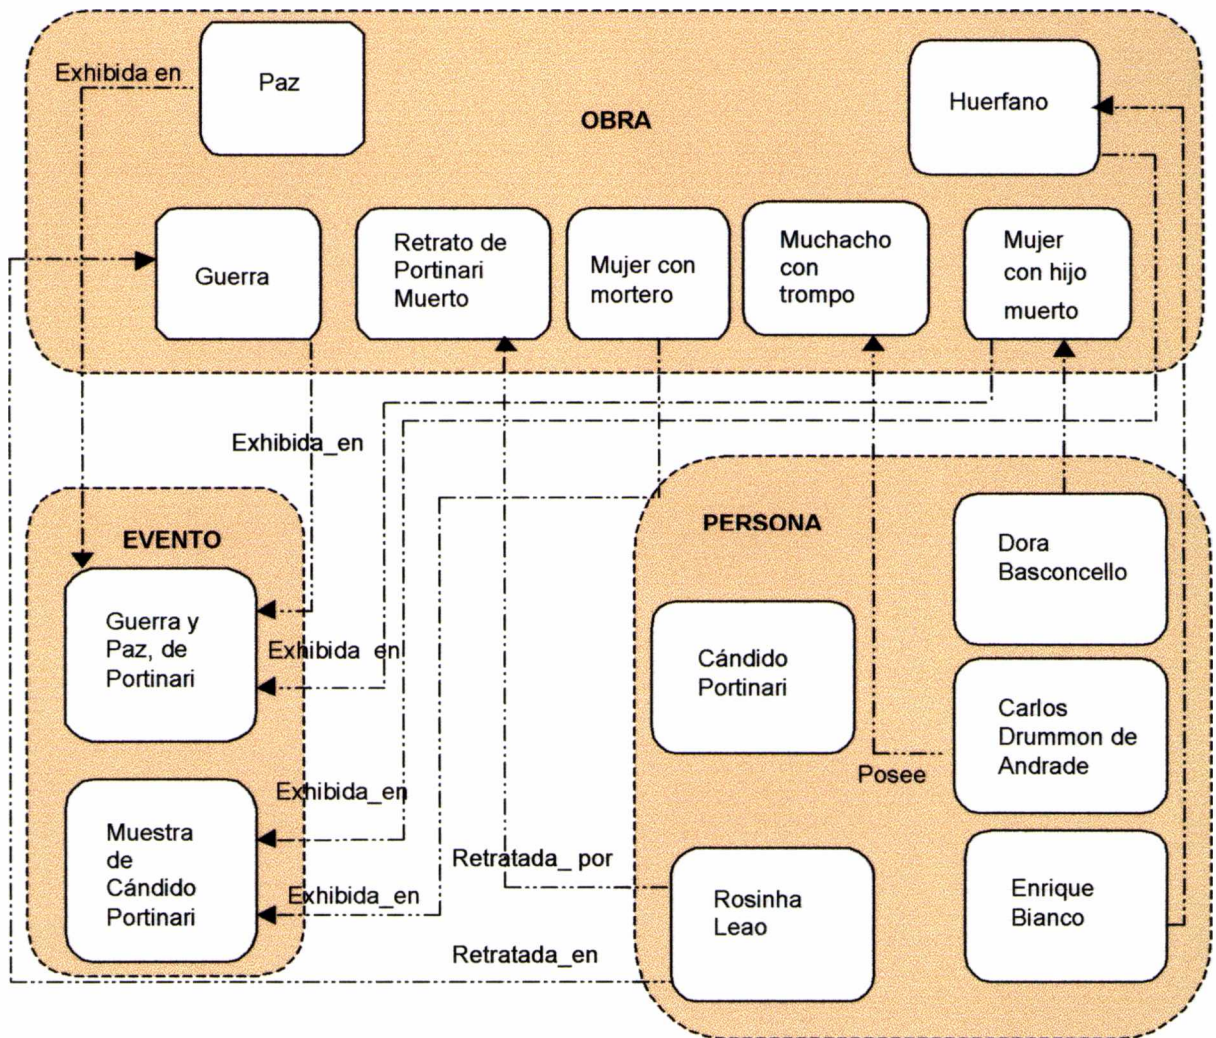 Exhibida en
Paz
OBRA
Huerfano
Guerra
Retrato de
Portinari
Muerto
Mujer con
mortero
Muchacho
con
trompo
Mujer
con hijo
muerto
Exhibida_en
EVENTO
Guerra y
Paz, de
Portinari
Exhibida_en
Muestra
de
Cándido
Portinari
Exhibida_en
Exhibida_en
PERSONA
Dora
Basconcello
Cándido
Portinari
Carlos
Drummon de
Andrade
Posee
Retratada_ por
Rosinha
Leao
Enrique
Bianco
Retratada_en